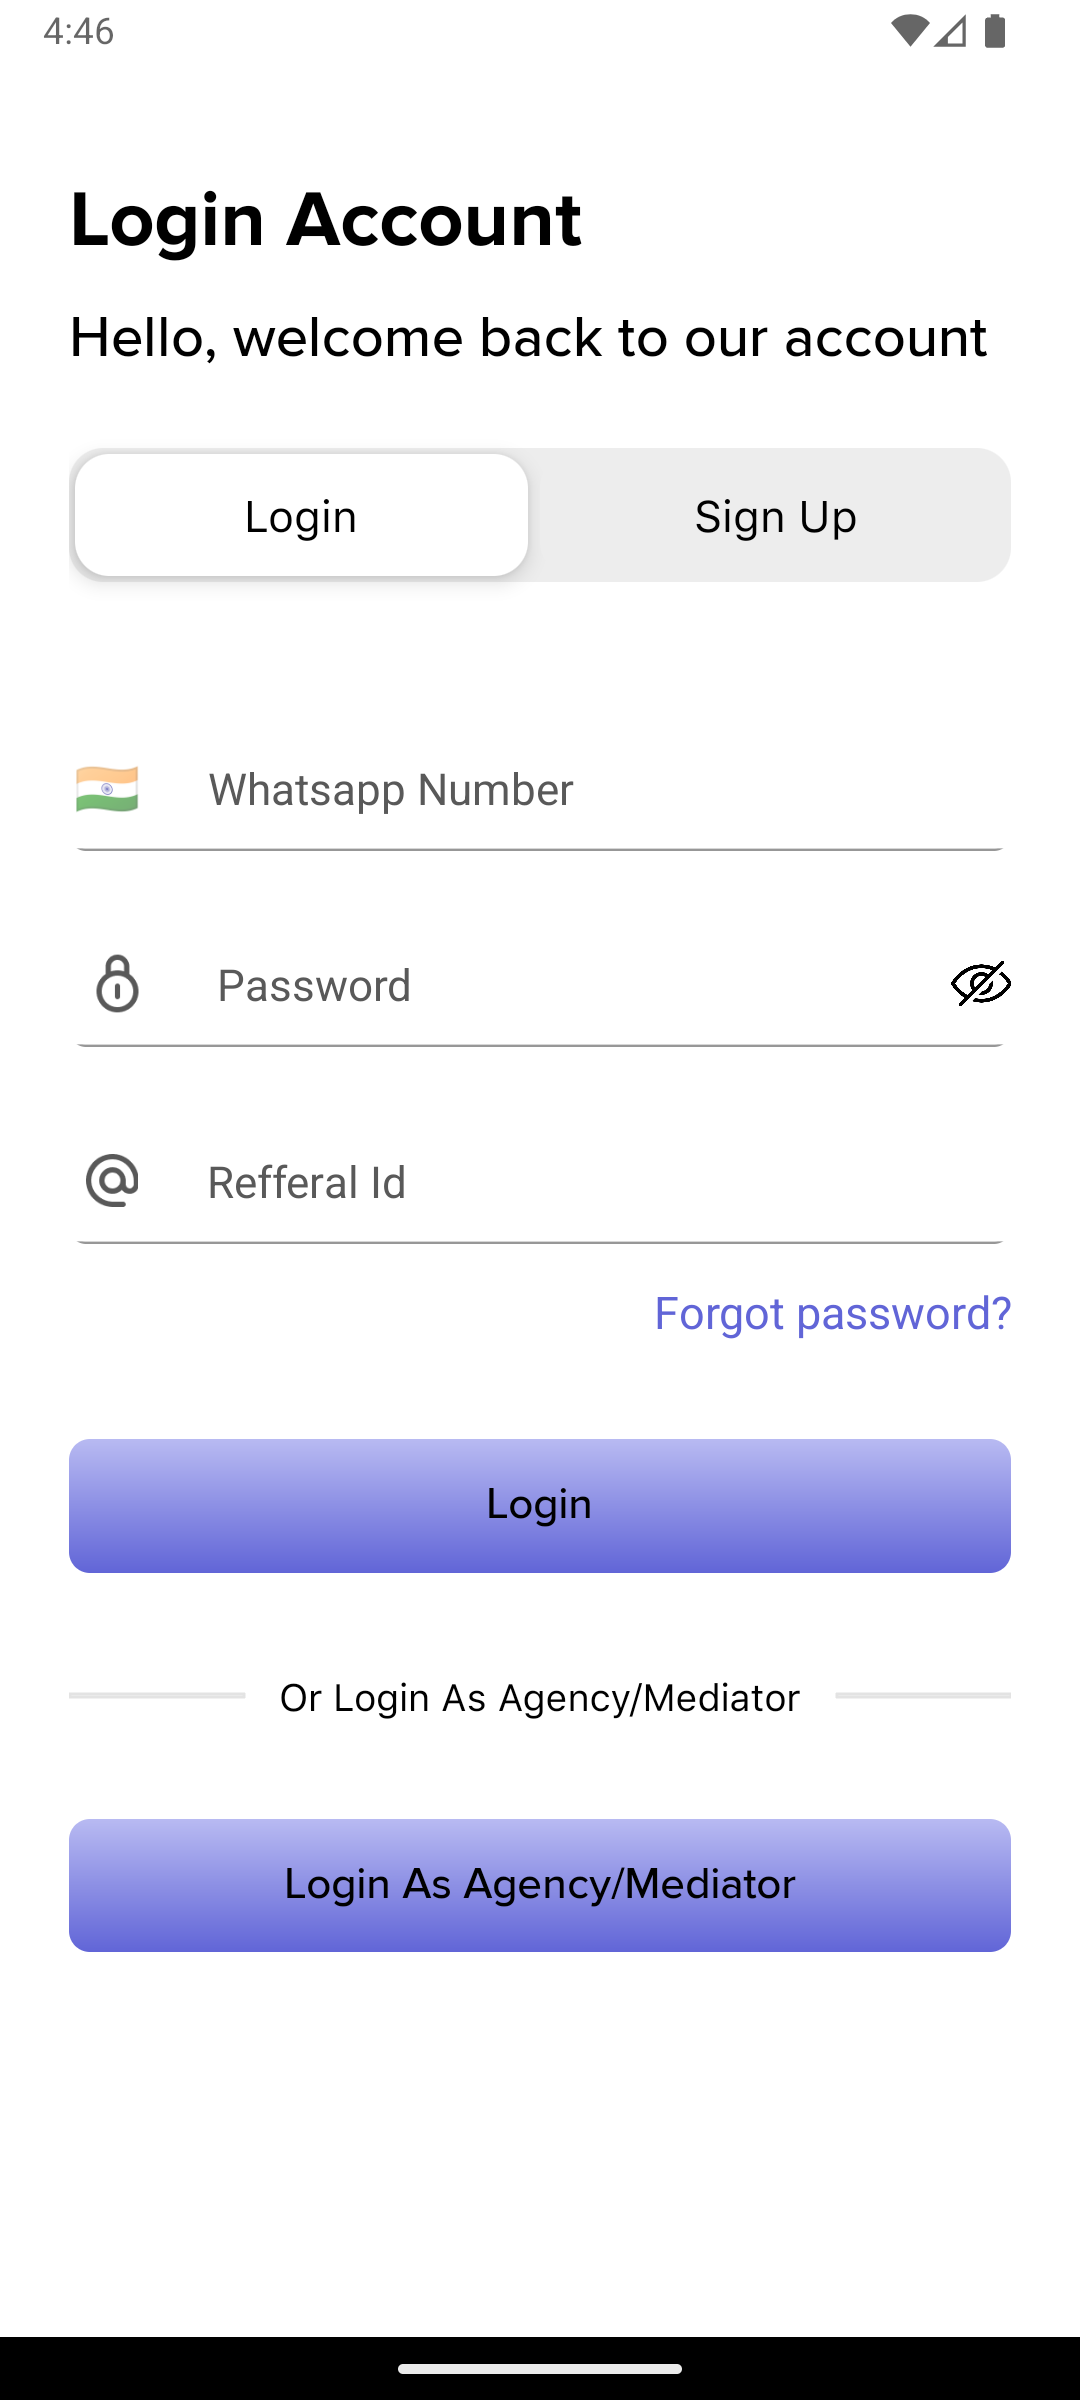 4:46
Login Account
Hello, welcome back to our account
Login
Sign Up
Whatsapp Number
Password
Refferal Id
Forgot password?
Login
Or Login As Agency/Mediator
Login As Agency/Mediator